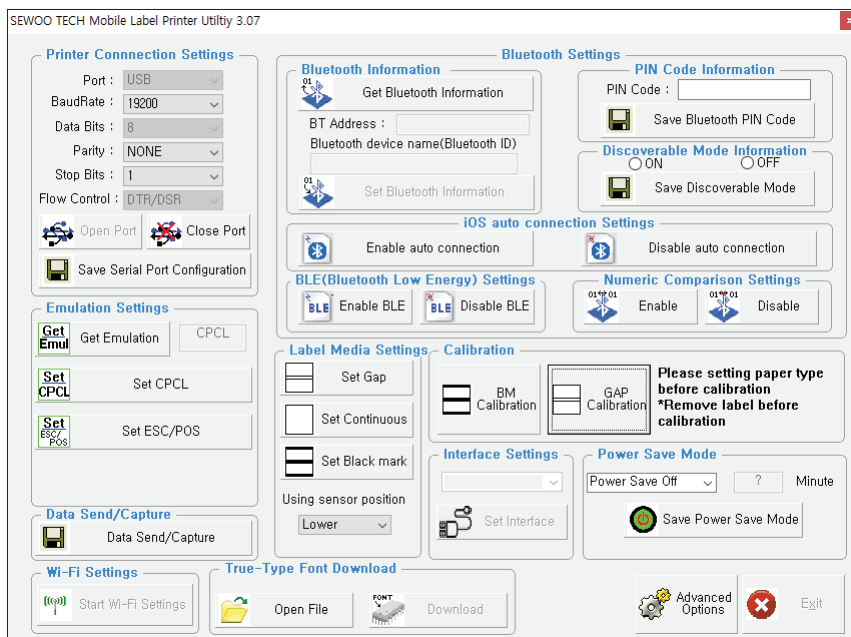 SEWOO TECH Mobile Label Printer Utiltiy 3.07
Printer Connnection Settings
Port : USB
BaudRate : 19200
Data Bits : 8
Parity : NONE
Stop Bits : 1
Flow Control : DTR/DSR
Open Port
Close Port
Save Serial Port Configuration
Emulation Settings
Get Emul
Get Emulation
CPCL
Set CPCL
Set CPCL
Set ESC/POS
Set ESC/POS
Data Send/Capture
Data Send/Capture
Wi-Fi Settings
Start Wi-Fi Settings
Bluetooth Settings
Bluetooth Information
01
Get Bluetooth Information
BT Address :
Bluetooth device name(Bluetooth ID)
01
Set Bluetooth Information
PIN Code Information
PIN Code :
Save Bluetooth PIN Code
Discoverable Mode Information
ON
OFF
Save Discoverable Mode
iOS auto connection Settings
Enable auto connection
Disable auto connection
BLE(Bluetooth Low Energy) Settings
BLE
Enable BLE
BLE
Disable BLE
Numeric Comparison Settings
01 01
Enable
01 01
Disable
Label Media Settings
Set Gap
Set Continuous
Set Black mark
Using sensor position
Lower
Calibration
BM
Calibration
GAP
Calibration
Please setting paper type
before calibration
*Remove label before
calibration
Interface Settings
Set Interface
Power Save Mode
Power Save Off
?
Minute
Save Power Save Mode
True-Type Font Download
Open File
FONT
Download
Advanced
Options
Exit